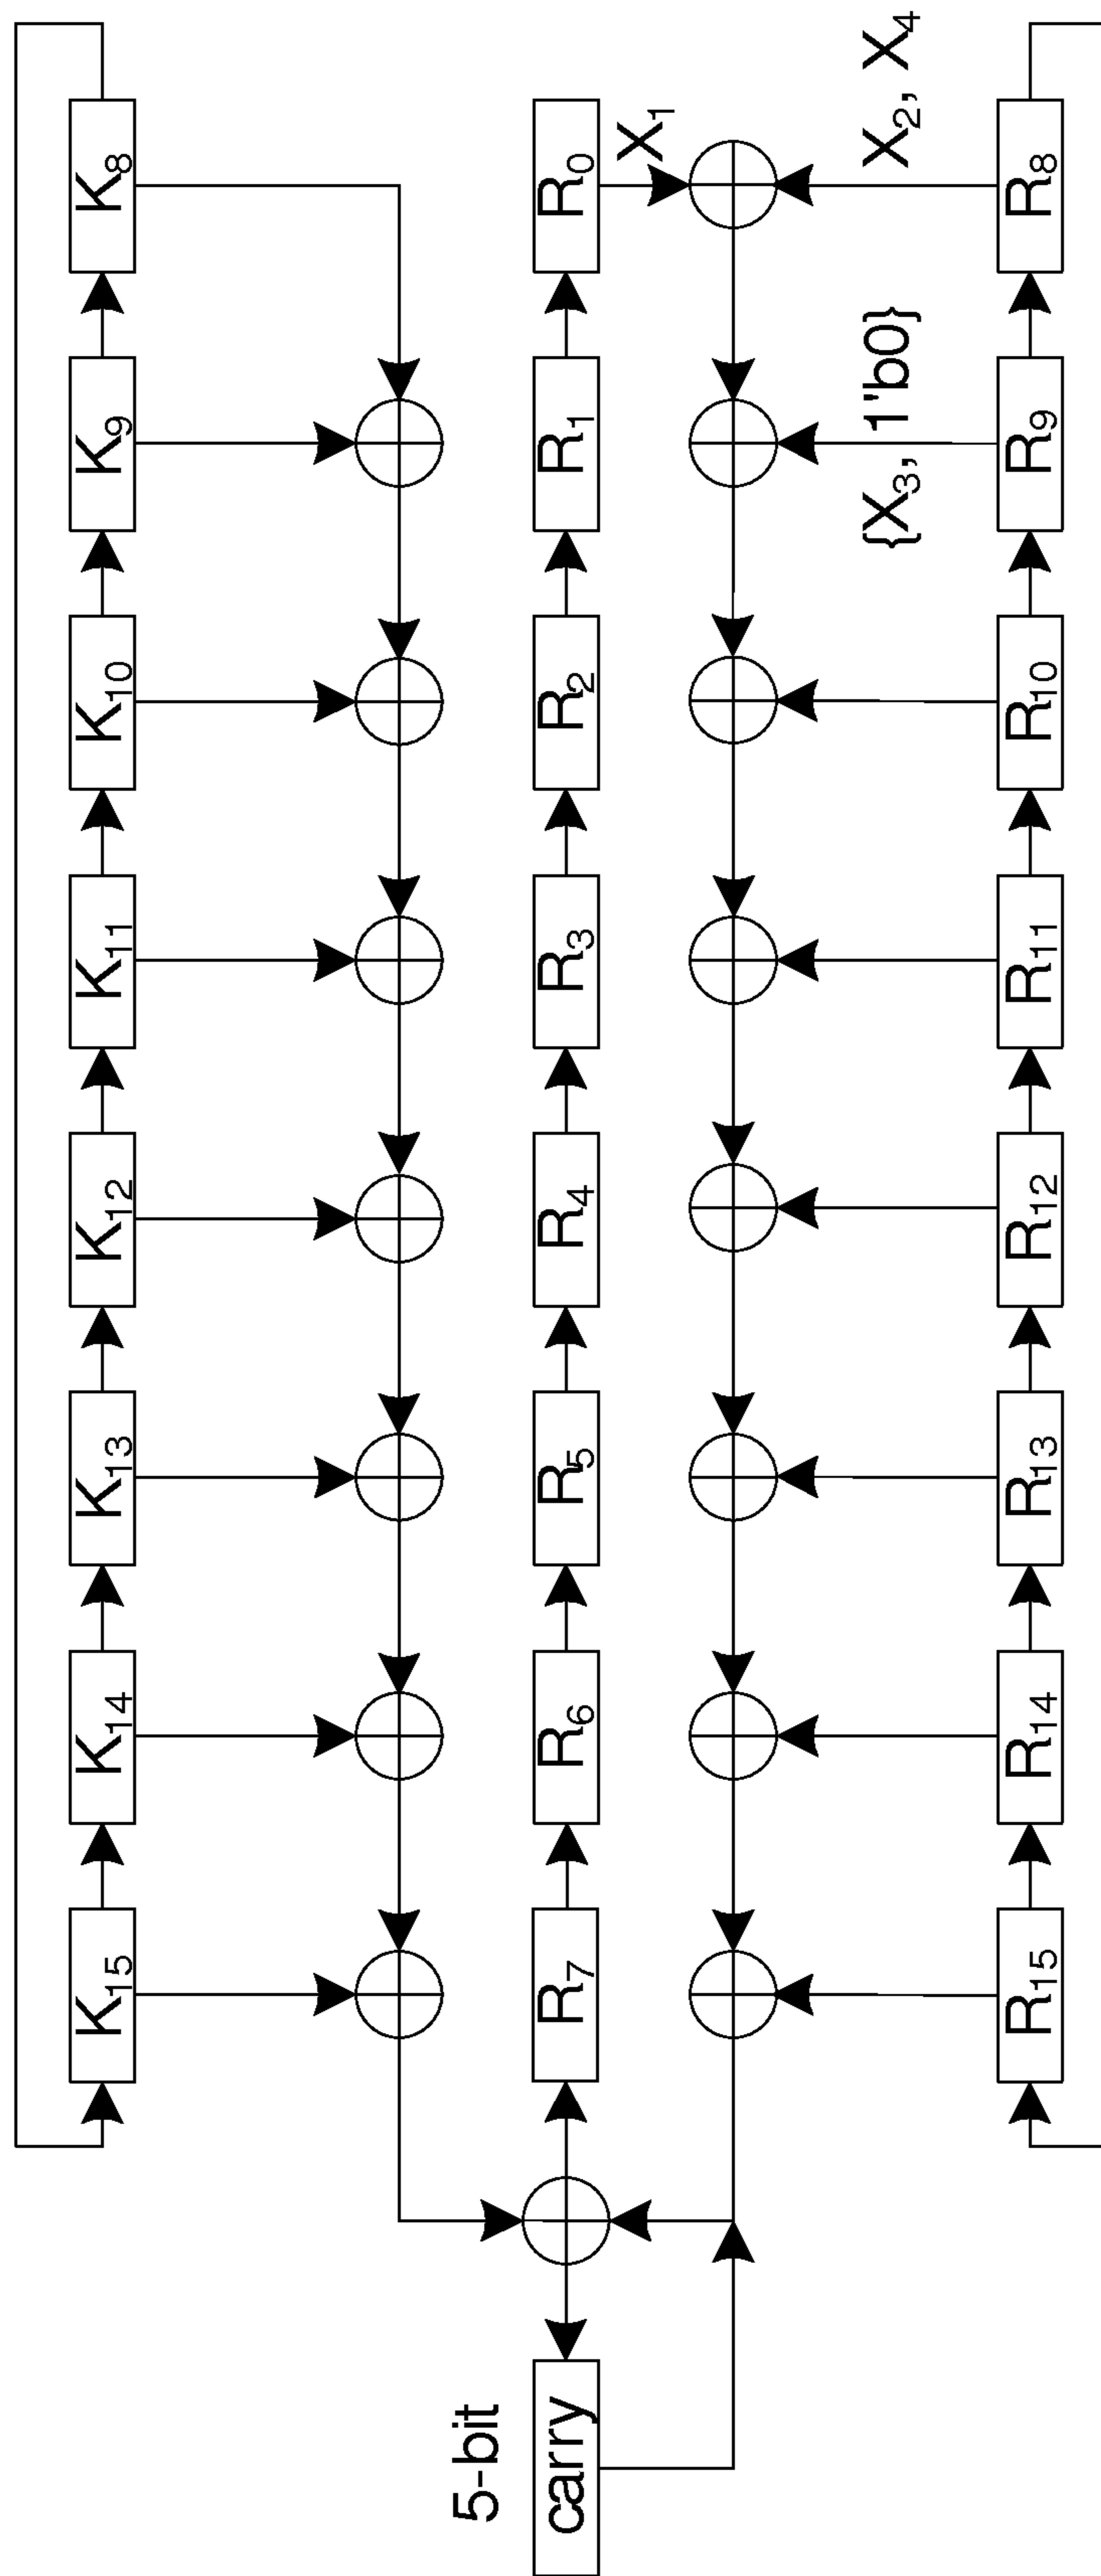 K15
K14
K13
K12
K11
K10
K9
K8
5-bit
carry
R7
R6
R5
R4
R3
R2
R1
R0
X1
{X3, 1'b0}
X2, X4
R15
R14
R13
R12
R11
R10
R9
R8